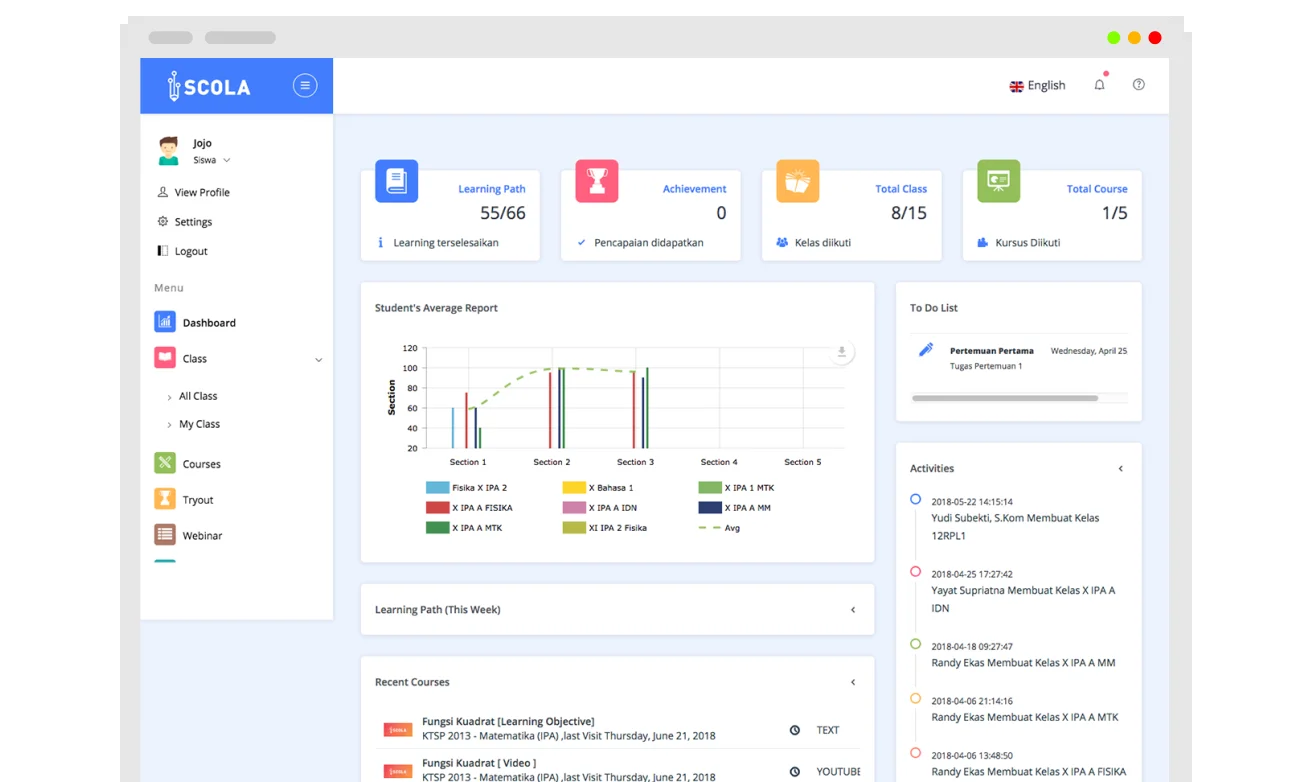 SCOLA
English
Jojo
Siswa
View Profile
Settings
Logout
Menu
Dashboard
Class
All Class
My Class
Courses
Tryout
Webinar
Learning Path
55/66
Learning terselesaikan
Achievement
0
Pencapaian didapatkan
Total Class
8/15
Kelas diikuti
Total Course
1/5
Kursus Diikuti
Student's Average Report
Section
120
100
80
60
40
20
Section 1 Section 2 Section 3 Section 4 Section 5
Fisika X IPA 2 X Bahasa 1 X IPA 1 MTK
X IPA A FISIKA X IPA A IDN X IPA A MM
X IPA A MTK XI IPA 2 Fisika Avg
Learning Path (This Week)
Recent Courses
SCOLA
Fungsi Kuadrat [Learning Objective]
KTSP 2013 - Matematika (IPA) ,last Visit Thursday, June 21, 2018
TEXT
SCOLA
Fungsi Kuadrat [ Video ]
KTSP 2013 - Matematika (IPA) ,last Visit Thursday, June 21, 2018
YOUTUBE
To Do List
Pertemuan Pertama Wednesday, April 25
Tugas Pertemuan 1
Activities
2018-05-22 14:15:14
Yudi Subekti, S.Kom Membuat Kelas
12RPL1
2018-04-25 17:27:42
Yayat Supriatna Membuat Kelas X IPA A
IDN
2018-04-18 09:27:47
Randy Ekas Membuat Kelas X IPA A MM
2018-04-06 21:14:16
Randy Ekas Membuat Kelas X IPA A MTK
2018-04-06 13:48:50
Randy Ekas Membuat Kelas X IPA A FISIKA